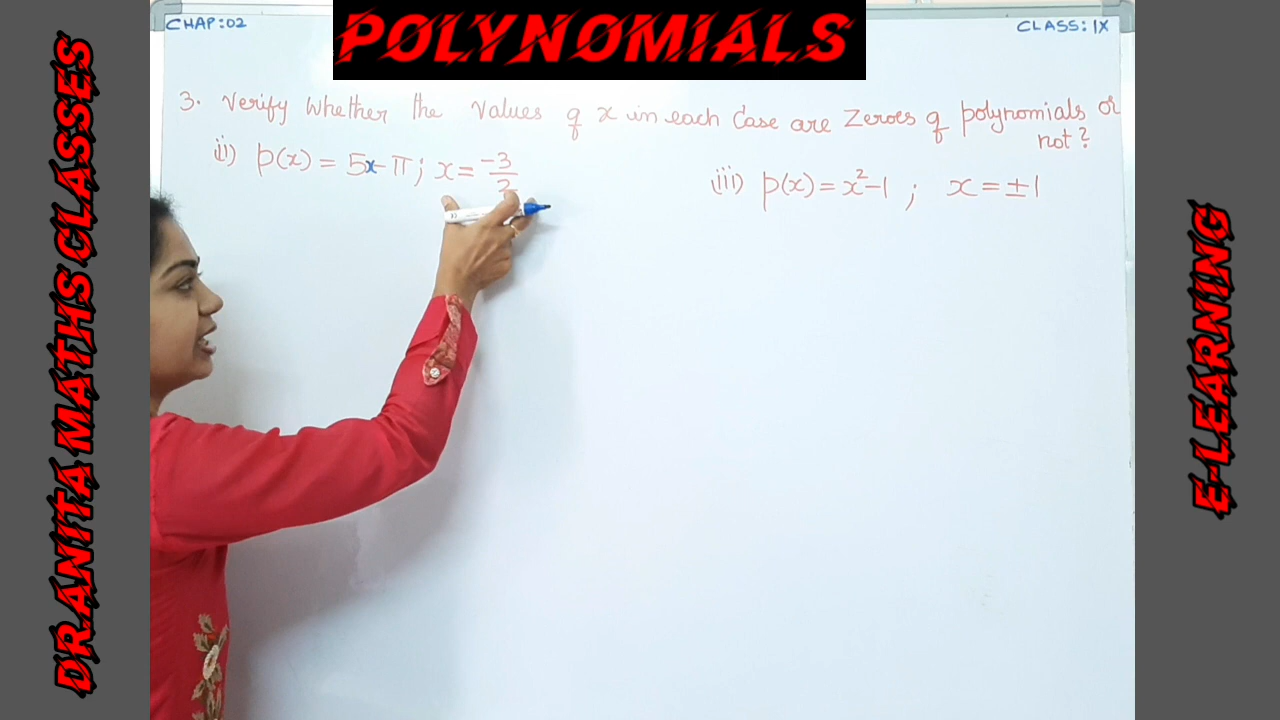 POLYNOMIALS
CHAP:02
CLASS: IX
3. Verify whether the values of x in each case are zeroes of polynomials or
not?
ii) p(x) = 5x-π ; x = -3/2
iii) p(x) = x²-1 ; x = ±1
DR.ANITA MATHS CLASSES
E-LEARNING